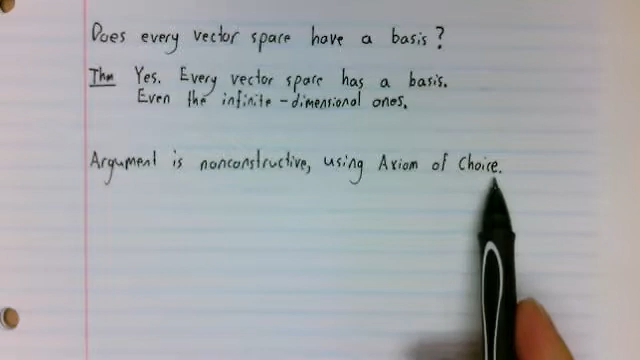 Does every vector space have a basis?
Thm Yes. Every vector space has a basis.
Even the infinite-dimensional ones.
Argument is nonconstructive, using Axiom of Choice.